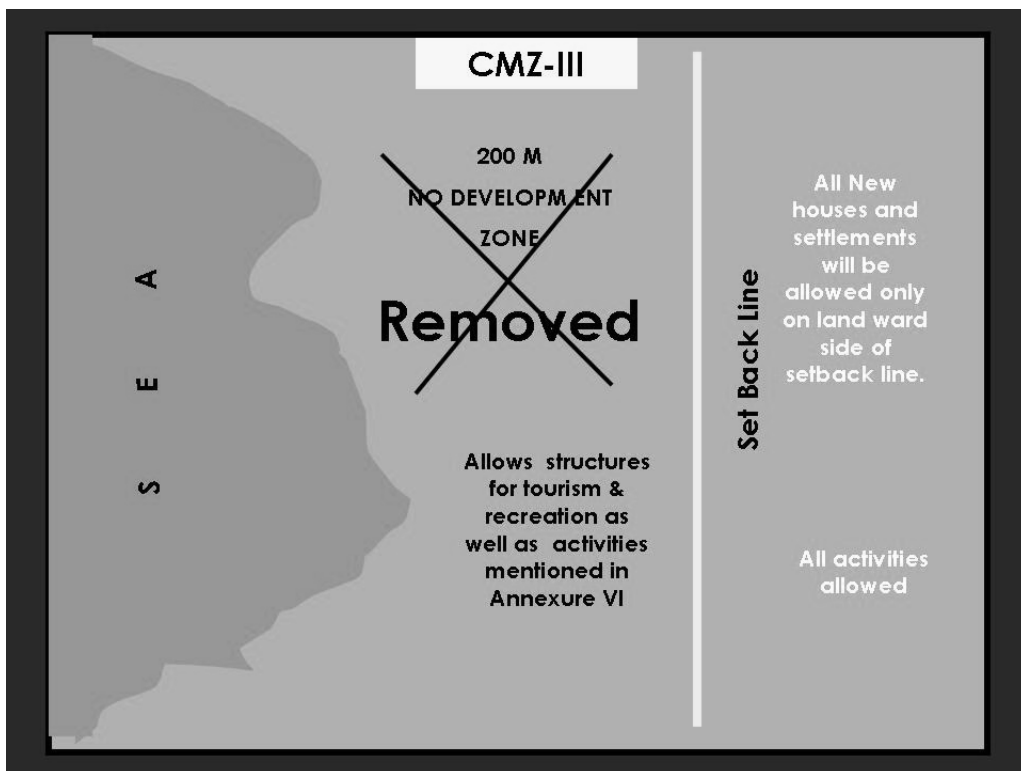 CMZ-III
200 M
NO DEVELOPM ENT
ZONE
Removed
SEA
Allows structures
for tourism &
recreation as
well as activities
mentioned in
Annexure VI
Set Back Line
All New
houses and
settlements
will be
allowed only
on land ward
side of
setback line.
All activities
allowed